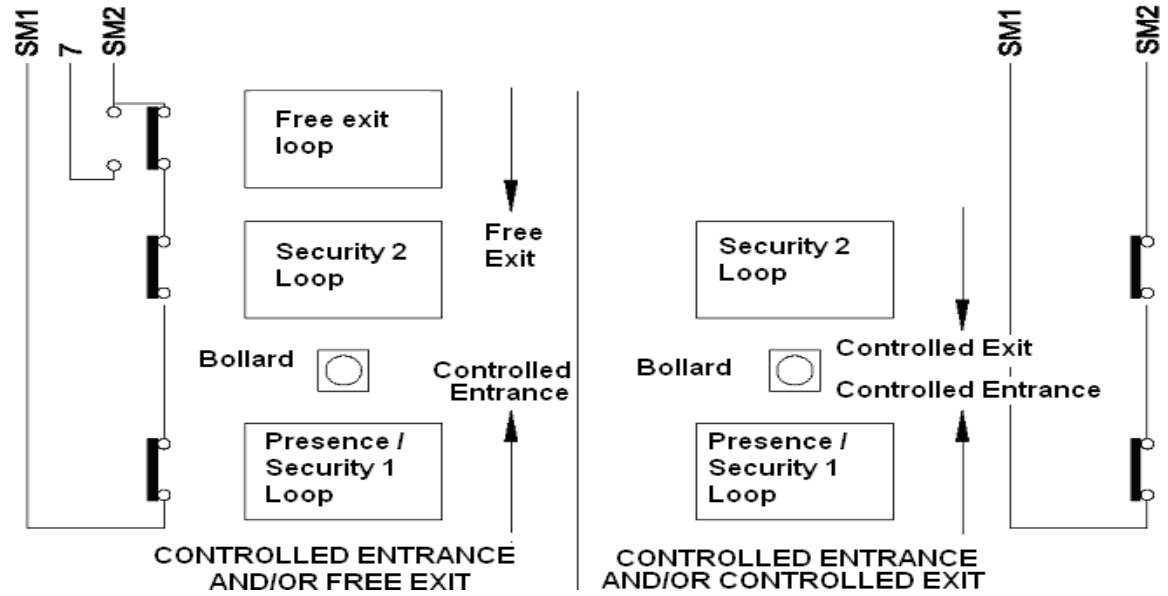 SM1
7
SM2
Free exit
loop
Security 2
Loop
Free
Exit
Bollard
Controlled
Entrance
Presence /
Security 1
Loop
CONTROLLED ENTRANCE
AND/OR FREE EXIT
SM1
SM2
Security 2
Loop
Bollard
Controlled Exit
Controlled Entrance
Presence /
Security 1
Loop
CONTROLLED ENTRANCE
AND/OR CONTROLLED EXIT